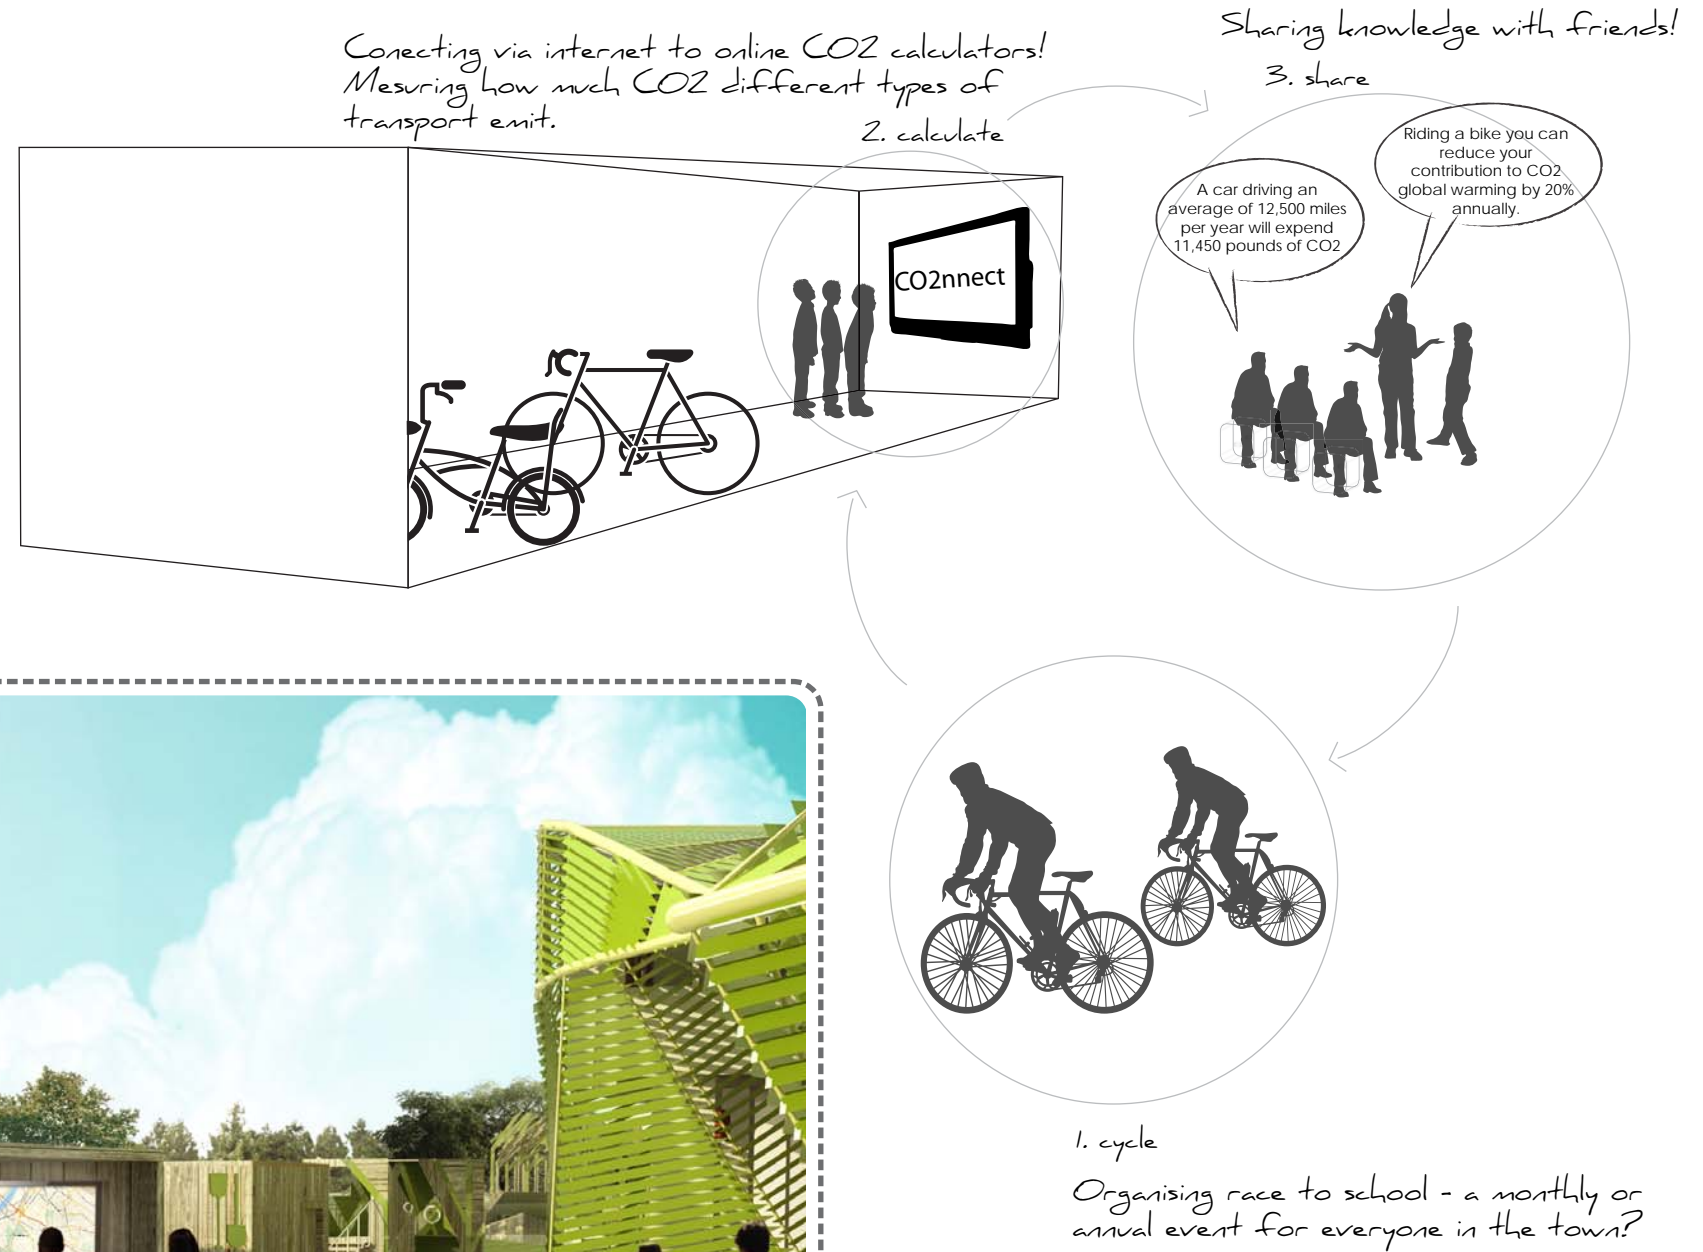 Conecting via internet to online CO2 calculators!
Mesuring how much CO2 different types of
transport emit.
2. calculate
Sharing knowledge with friends!
3. share
CO2nnect
A car driving an
average of 12,500 miles
per year will expend
11,450 pounds of CO2
Riding a bike you can
reduce your
contribution to CO2
global warming by 20%
annually.
1. cycle
Organising race to school - a monthly or
annual event for everyone in the town?